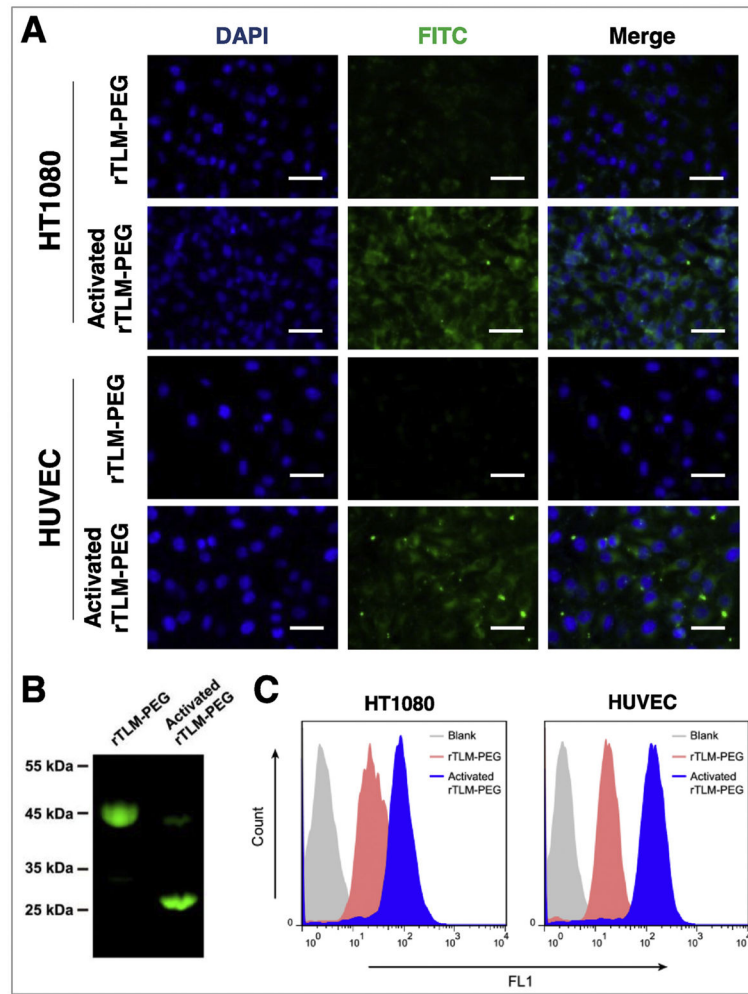 A
DAPI
FITC
Merge
HT1080
rTLM-PEG
Activated
rTLM-PEG
HUVEC
rTLM-PEG
Activated
rTLM-PEG
B
rTLM-PEG
Activated
rTLM-PEG
55 kDa
45 kDa
35 kDa
25 kDa
C
HT1080
HUVEC
Count
Blank
rTLM-PEG
Activated
rTLM-PEG
0
10^0
10^1
10^2
10^3
10^4
Blank
rTLM-PEG
Activated
rTLM-PEG
0
10^0
10^1
10^2
10^3
10^4
FL1